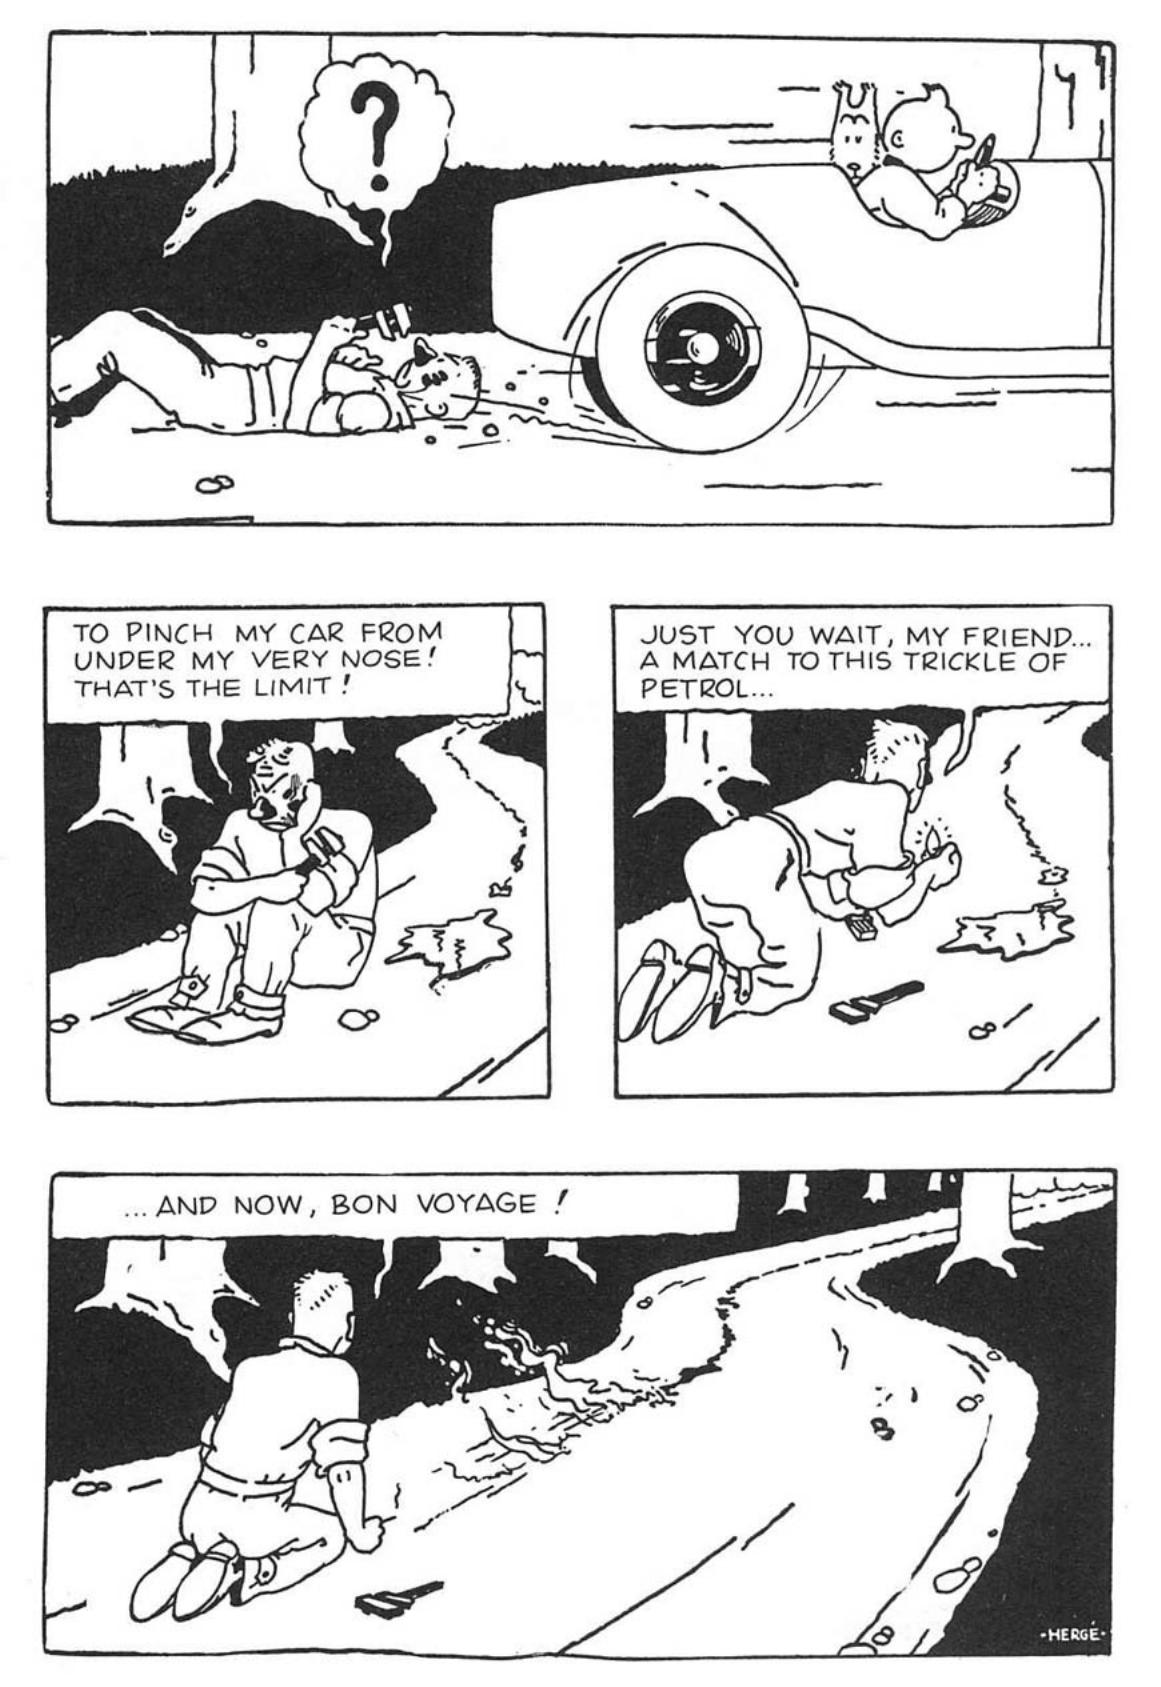 ?
TO PINCH MY CAR FROM
UNDER MY VERY NOSE!
THAT'S THE LIMIT!
JUST YOU WAIT, MY FRIEND...
A MATCH TO THIS TRICKLE OF
PETROL...
...AND NOW, BON VOYAGE!
-HERGÉ-